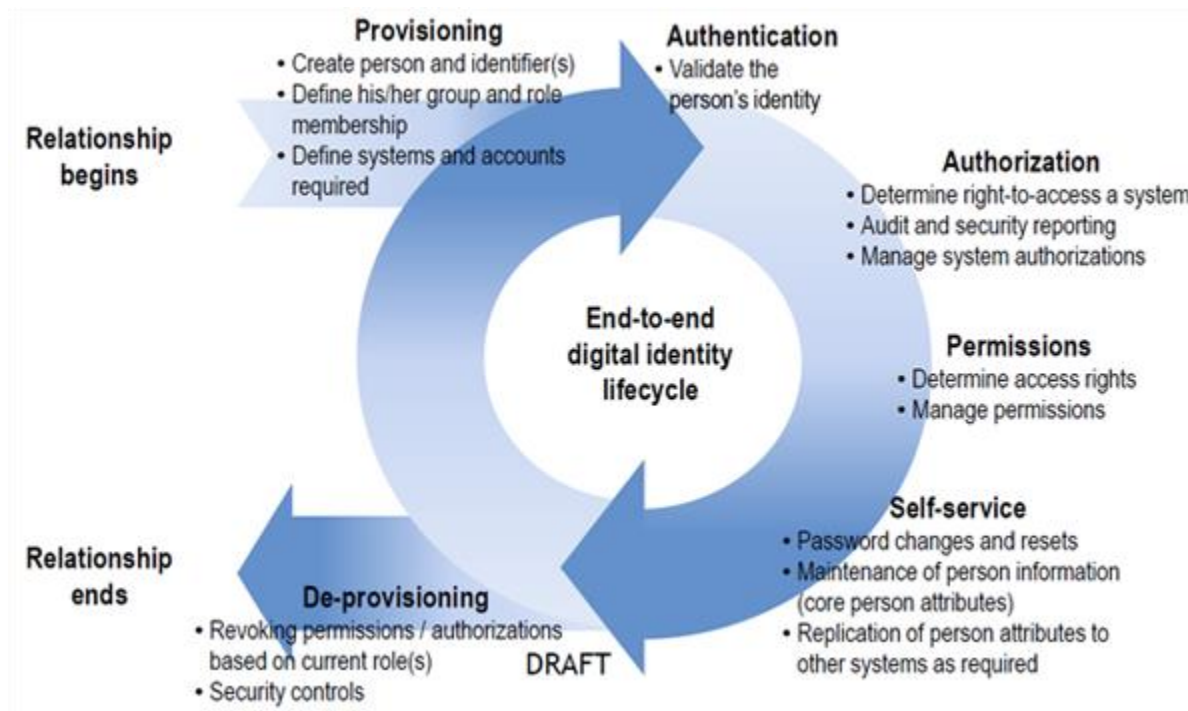 Provisioning
• Create person and identifier(s)
• Define his/her group and role
membership
• Define systems and accounts
required
Authentication
• Validate the
person's identity
Relationship
begins
Authorization
• Determine right-to-access a system
• Audit and security reporting
• Manage system authorizations
End-to-end
digital identity
lifecycle
Permissions
• Determine access rights
• Manage permissions
Self-service
• Password changes and resets
• Maintenance of person information
(core person attributes)
• Replication of person attributes to
other systems as required
Relationship
ends
De-provisioning
• Revoking permissions / authorizations
based on current role(s)
• Security controls
DRAFT